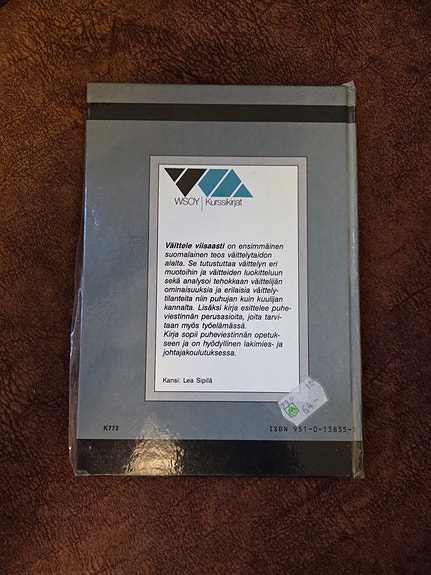 WSOY | Kurssikirjat
Väittele viisaasti on ensimmäinen
suomalainen teos väittelytaidon
alalta. Se tutustuttaa väittelyn eri
muotoihin ja väitteiden luokitteluun
sekä analysoi tehokkaan väittelijän
ominaisuuksia ja erilaisia väittely-
tilanteita niin puhujan kuin kuulijan
kannalta. Lisäksi kirja esittelee puhe-
viestinnän perusasioita, joita tarvi-
taan myös työelämässä.
Kirja sopii puheviestinnän opetuk-
seen ja on hyödyllinen lakimies- ja
johtajakoulutuksessa.
Kansi: Lea Sipilä
64,-
K772
ISBN 951-0-13835-